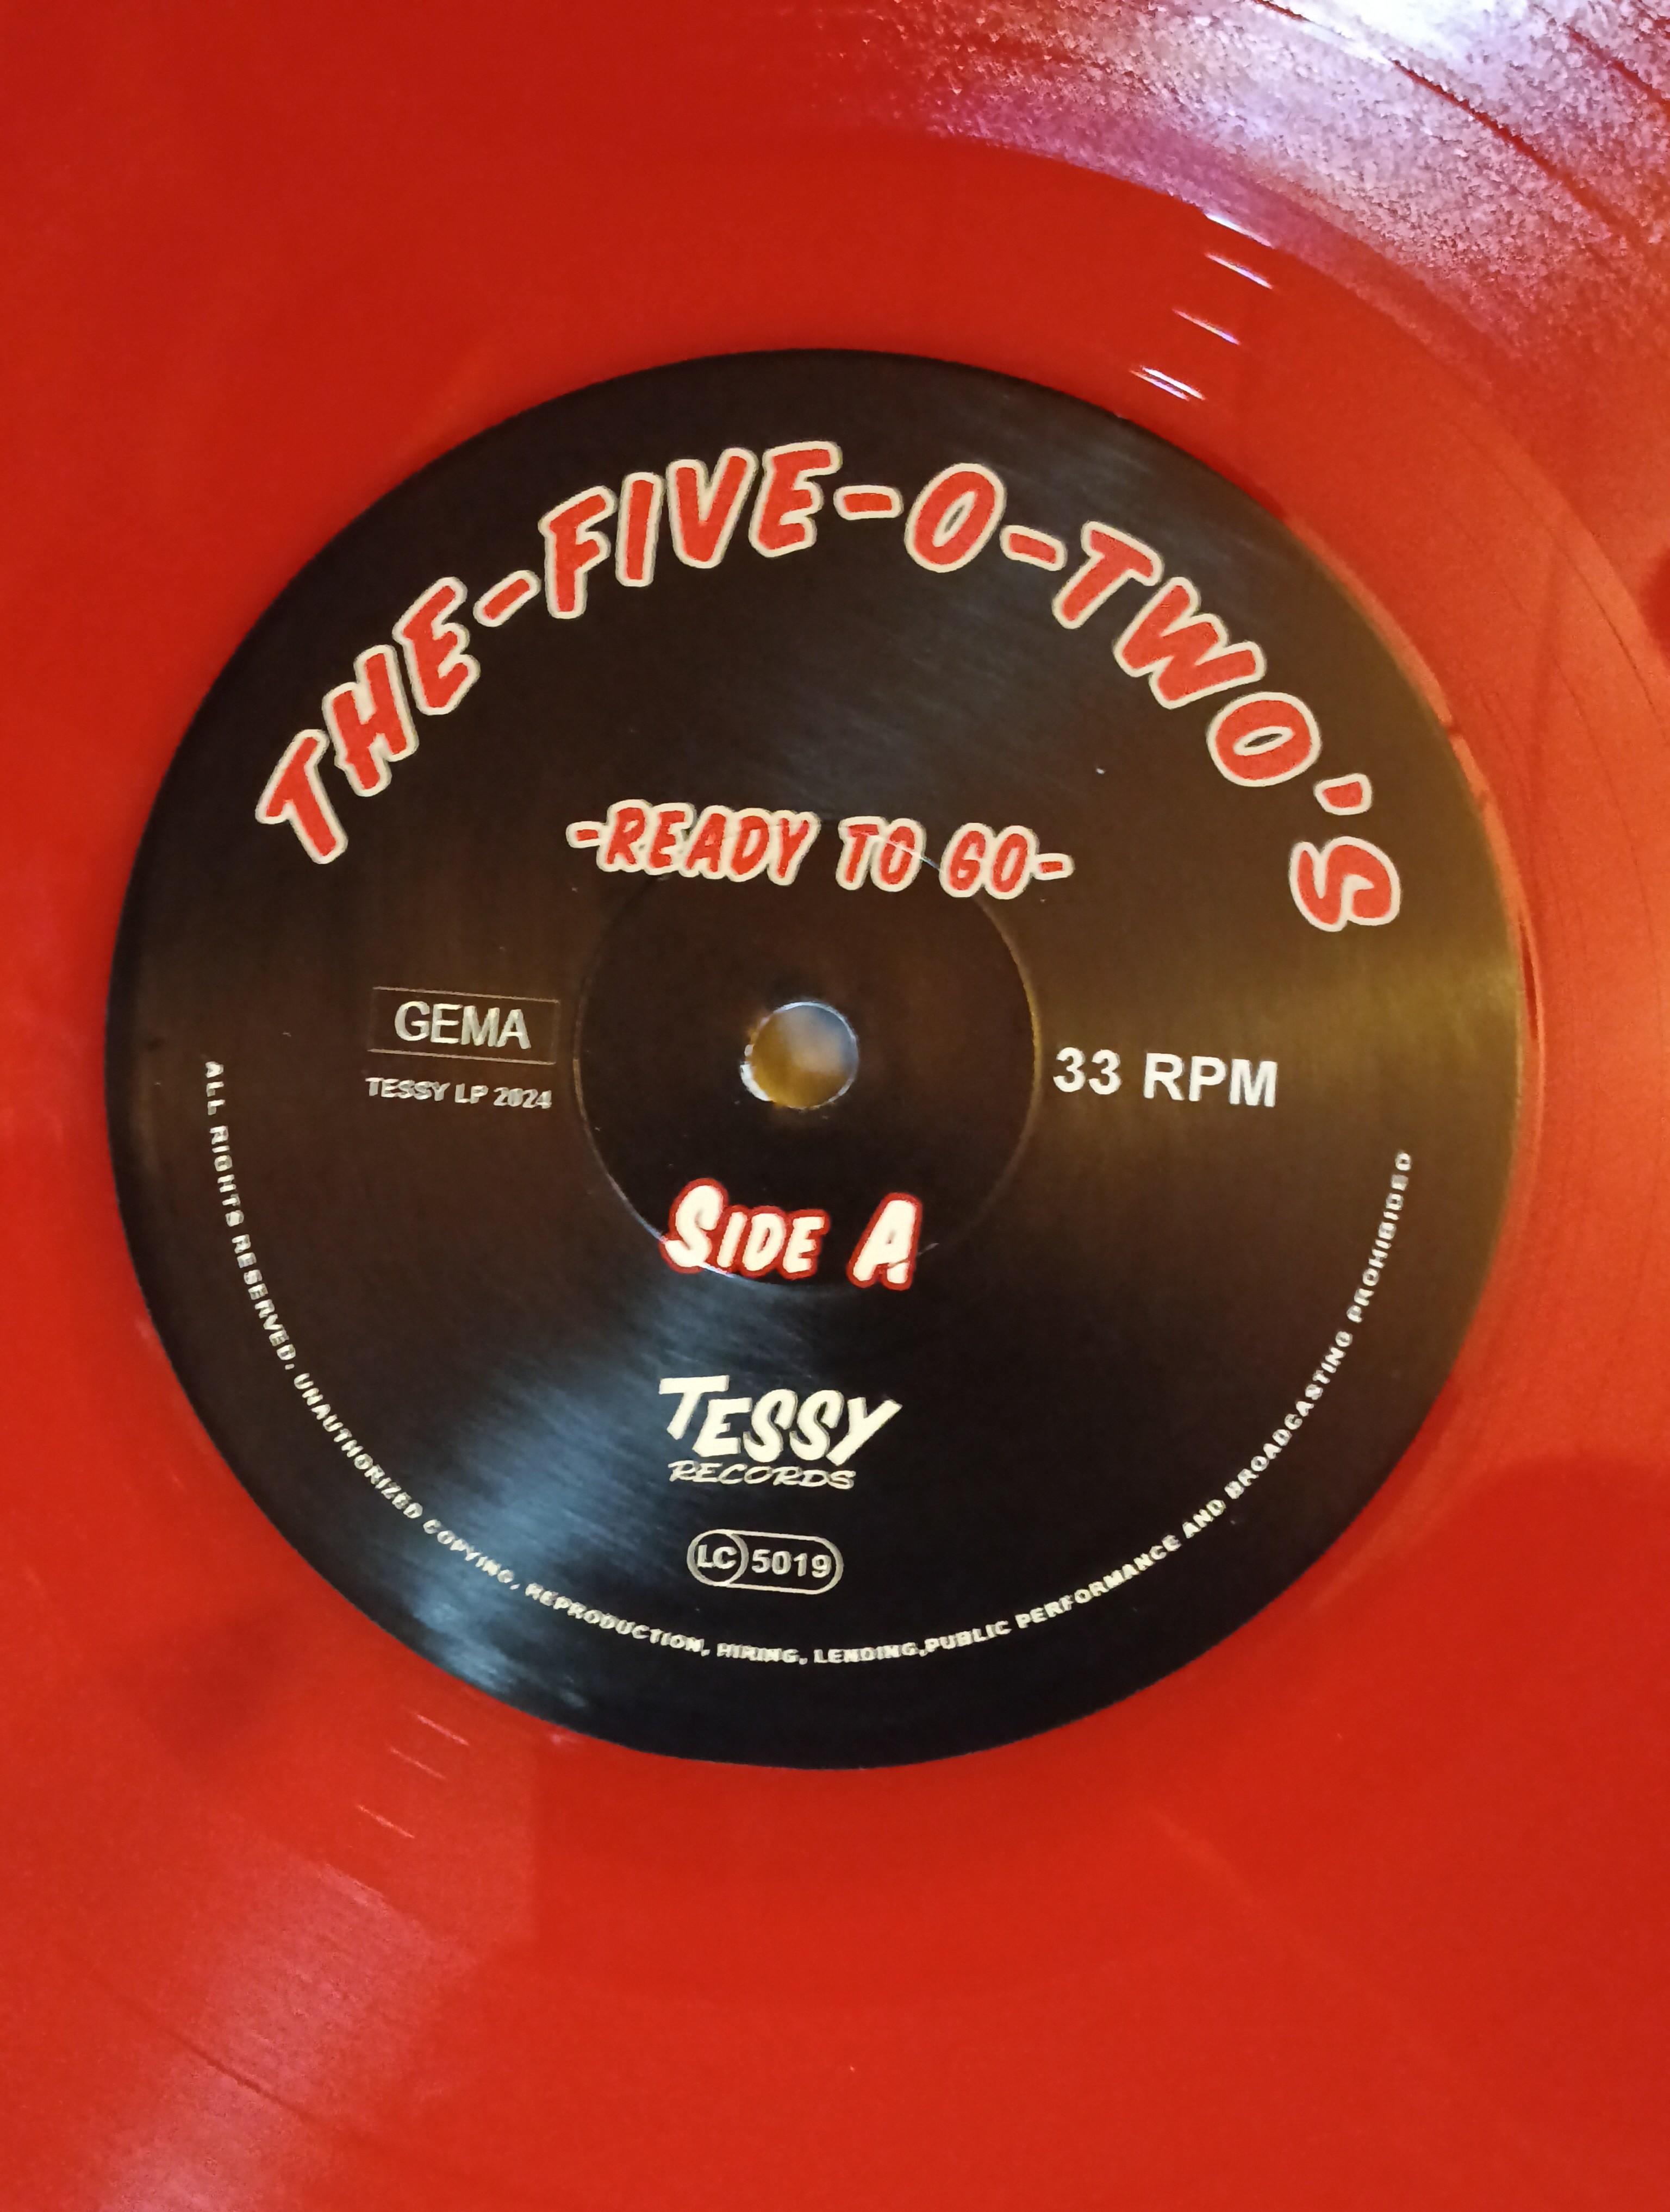 THE-FIVE-O-TWO'S
-READY TO GO-
GEMA
TESSY LP 2024
33 RPM
SIDE A
TESSY
RECORDS
LC 5019
ALL RIGHTS RESERVED. UNAUTHORIZED COPYING, REPRODUCTION, HIRING, LENDING,PUBLIC PERFORMANCE AND BROADCASTING PROHIBIDED